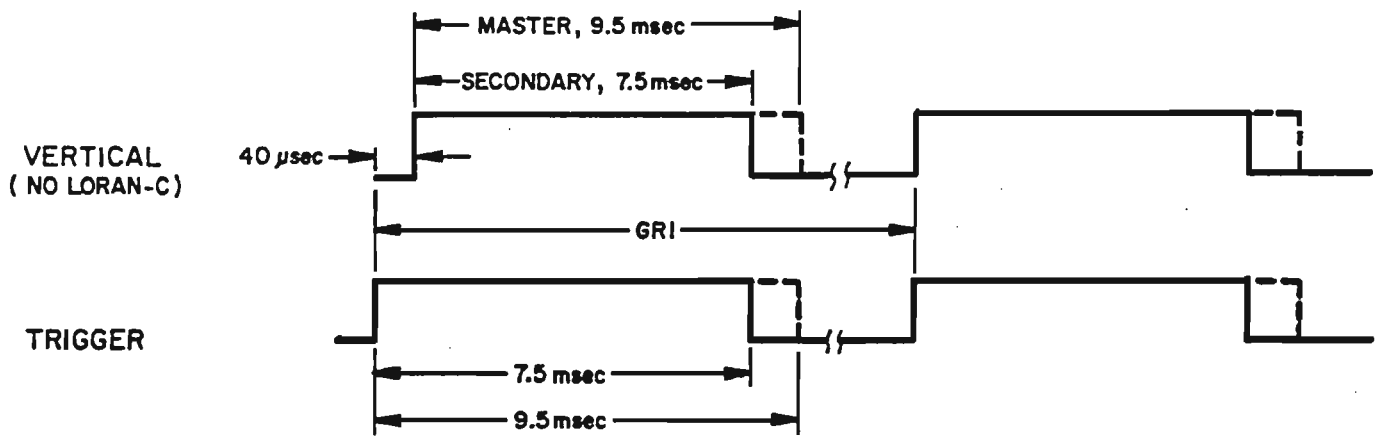 MASTER, 9.5 msec
SECONDARY, 7.5 msec
VERTICAL
( NO LORAN-C)
40 µsec
GRI
TRIGGER
7.5 msec
9.5 msec